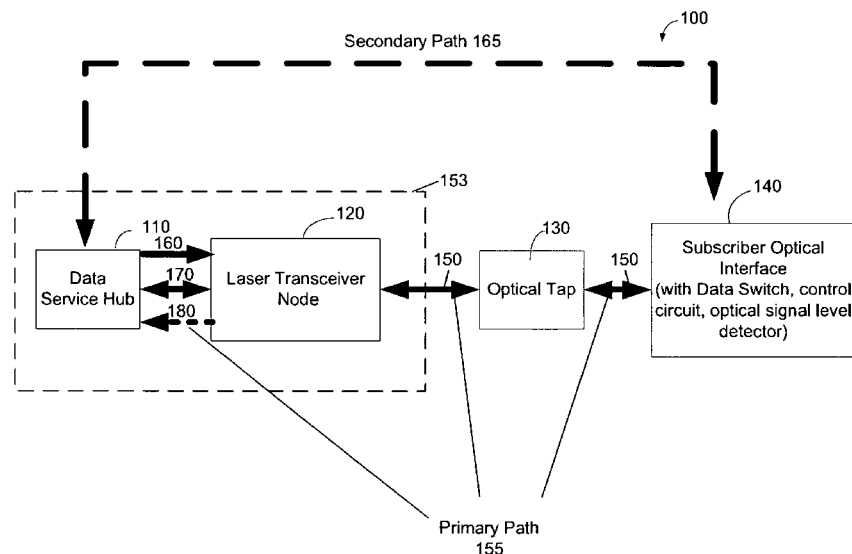 100
Secondary Path 165
153
110
120
130
140
160
170
180
150
150
Data
Service Hub
Laser Transceiver
Node
Optical Tap
Subscriber Optical
Interface
(with Data Switch, control
circuit, optical signal level
detector)
Primary Path
155